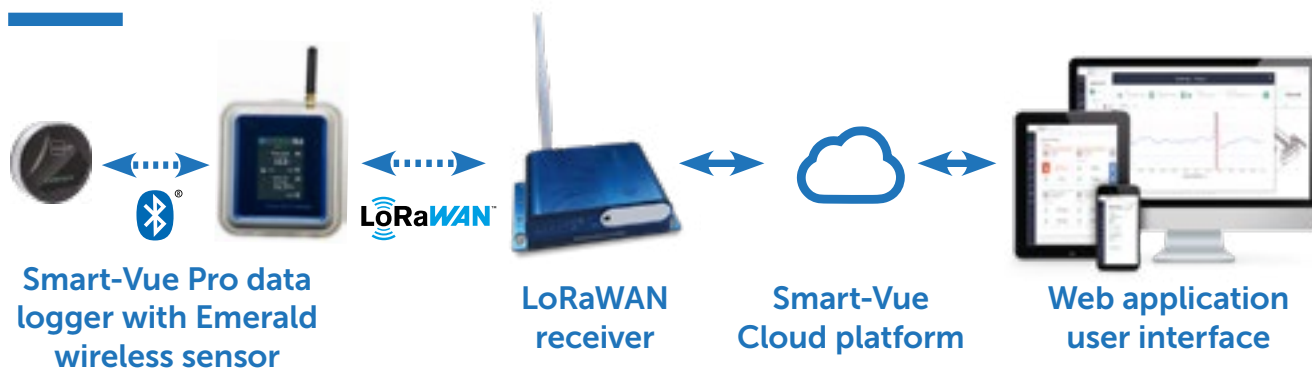 ®
LoRaWAN™
Smart-Vue Pro data
logger with Emerald
wireless sensor
LoRaWAN
receiver
Smart-Vue
Cloud platform
Web application
user interface